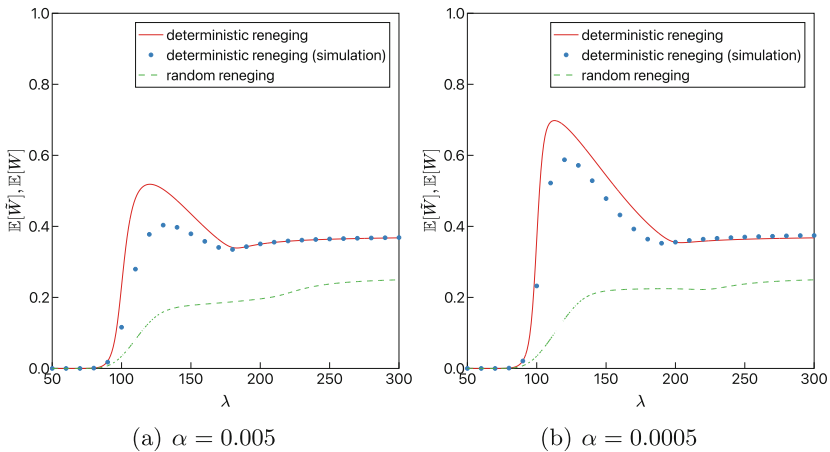 1.0
0.8
0.6
0.4
0.2
0.0
𝔼[W̃], 𝔼[W]
deterministic reneging
deterministic reneging (simulation)
random reneging
50 100 150 200 250 300
λ
(a) α = 0.005
1.0
0.8
0.6
0.4
0.2
0.0
𝔼[W̃], 𝔼[W]
deterministic reneging
deterministic reneging (simulation)
random reneging
50 100 150 200 250 300
λ
(b) α = 0.0005